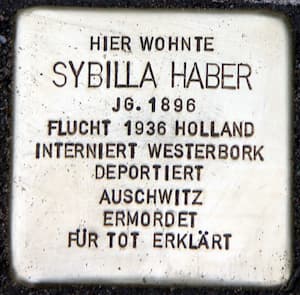 HIER WOHNTE
SYBILLA HABER
JG. 1896
FLUCHT 1936 HOLLAND
INTERNIERT WESTERBORK
DEPORTIERT
AUSCHWITZ
ERMORDET
FÜR TOT ERKLÄRT